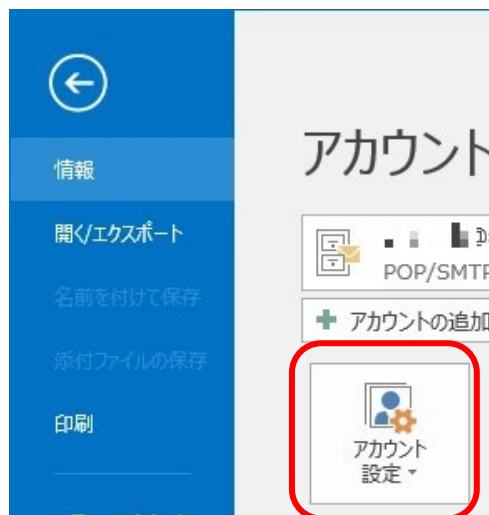 情報
開く/エクスポート
名前を付けて保存
添付ファイルの保存
印刷
アカウント
POP/SMTP
アカウントの追加
アカウント
設定